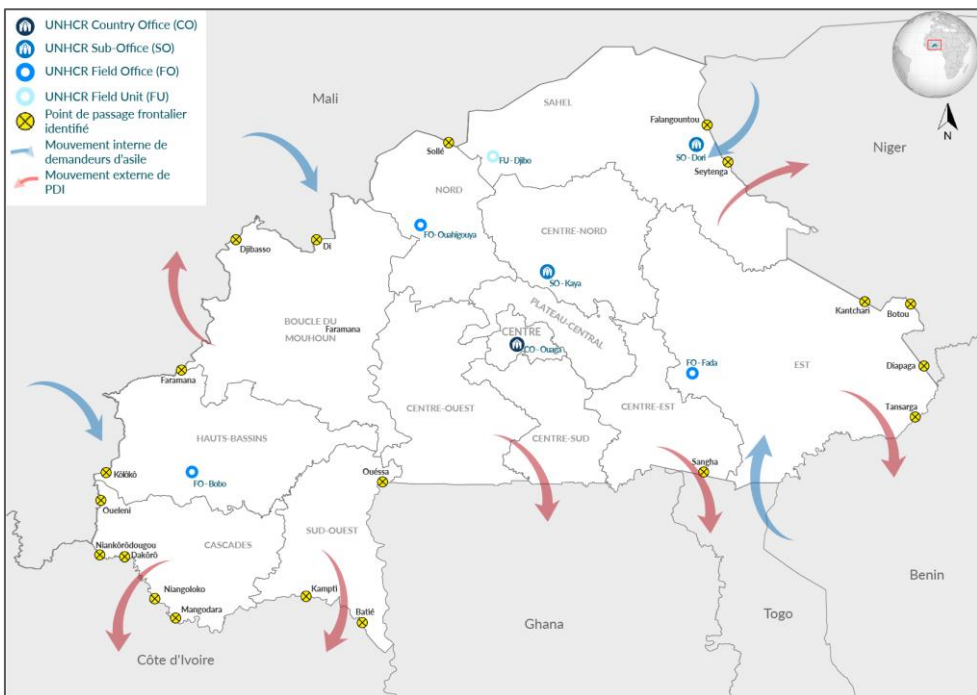 UNHCR Country Office (CO)
UNHCR Sub-Office (SO)
UNHCR Field Office (FO)
UNHCR Field Unit (FU)
Point de passage frontalier
identifié
Mouvement interne de
demandeurs d'asile
Mouvement externe de
PDI
N
Mali
SAHEL
Falangountou
Niger
Sollé
SO - Dori
FU - Djibo
Seytenga
NORD
FO - Ouahigouya
CENTRE-NORD
Djibasso
Di
SO - Kaya
Kantchari
Botou
PLATEAU-CENTRAL
BOUCLE DU
MOUHOUN
Faramana
CENTRE
CO - Ouaga
Faramana
FO - Fada
EST
Diapaga
CENTRE-OUEST
CENTRE-EST
Tansarga
HAUTS-BASSINS
CENTRE-SUD
Kölökö
FO - Bobo
Ouéssa
Sangha
Oueleni
SUD-OUEST
CASCADES
Niankörödougou
Dakörö
Benin
Niangoloko
Kampti
Mangodara
Batié
Ghana
Togo
Côte d'Ivoire